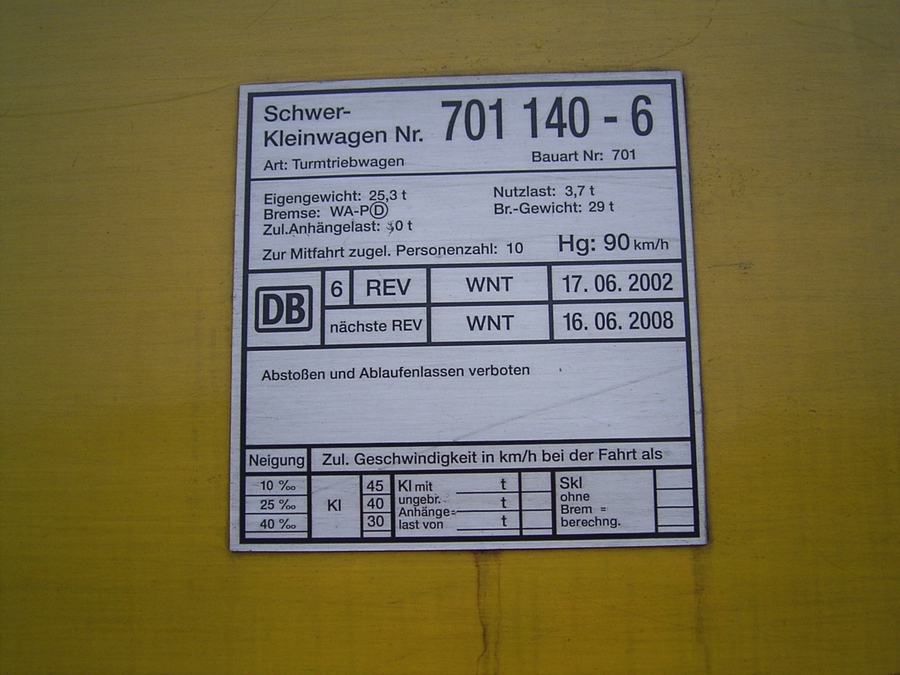 Schwer-
Kleinwagen Nr. 701 140 - 6
Art: Turmtriebwagen Bauart Nr: 701
Eigengewicht: 25,3 t Nutzlast: 3,7 t
Bremse: WA-P Ⓓ Br.-Gewicht: 29 t
Zul.Anhängelast: 0 t
Zur Mitfahrt zugel. Personenzahl: 10 Hg: 90 km/h
DB 6 REV WNT 17. 06. 2002
nächste REV WNT 16. 06. 2008
Abstoßen und Ablaufenlassen verboten
Neigung Zul. Geschwindigkeit in km/h bei der Fahrt als
10 ‰ 45 Kl mit t Skl
25 ‰ Kl 40 ungebr. t ohne
Anhänge= Brem =
40 ‰ 30 last von t berechng.